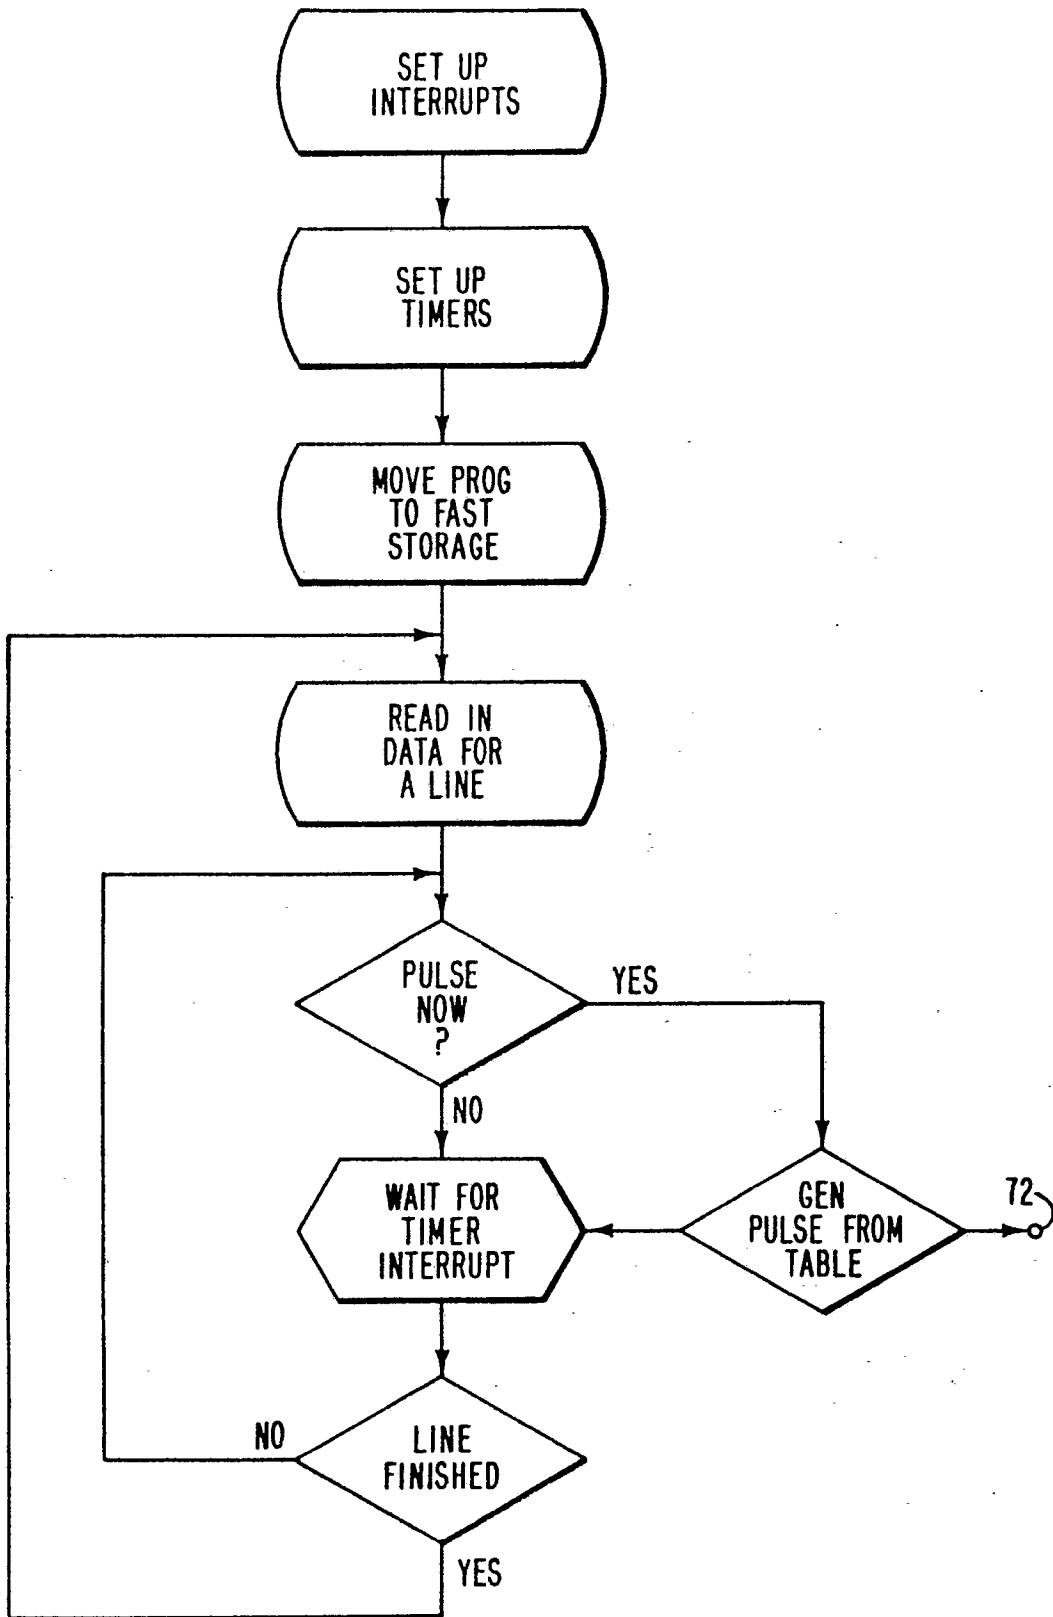 SET UP
INTERRUPTS
SET UP
TIMERS
MOVE PROG
TO FAST
STORAGE
READ IN
DATA FOR
A LINE
PULSE
NOW
?
YES
NO
WAIT FOR
TIMER
INTERRUPT
GEN
PULSE FROM
TABLE
72
NO
LINE
FINISHED
YES